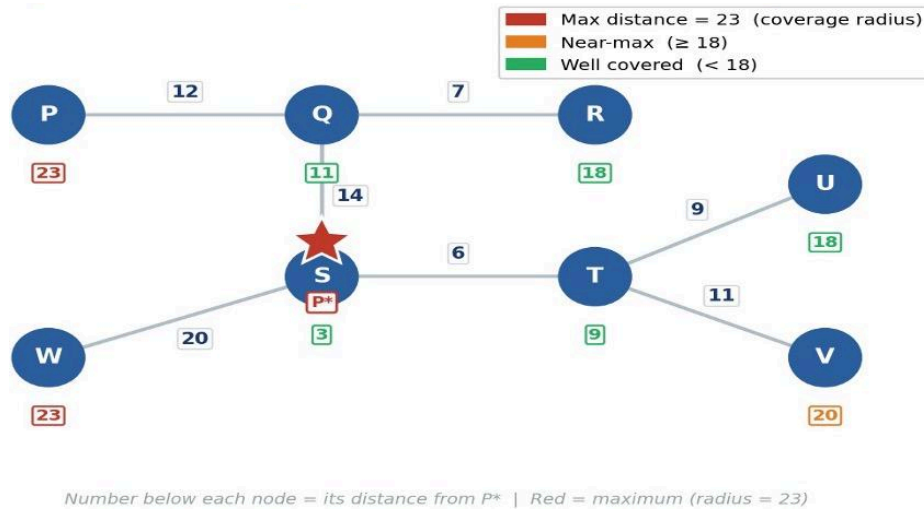 Max distance = 23 (coverage radius)
Near-max (≥ 18)
Well covered (< 18)
12
7
P
Q
R
23
11
18
14
U
9
18
6
S
T
P*
11
20
3
9
W
V
23
20
Number below each node = its distance from P* | Red = maximum (radius = 23)